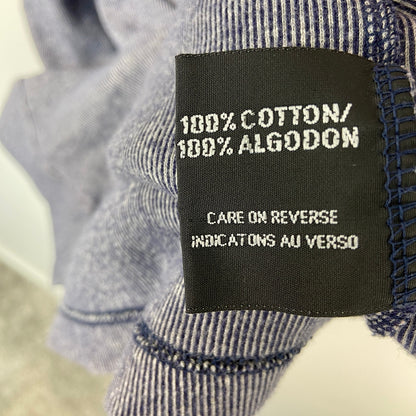 100% COTTON/
100% ALGODON
CARE ON REVERSE
INDICATONS AU VERSO